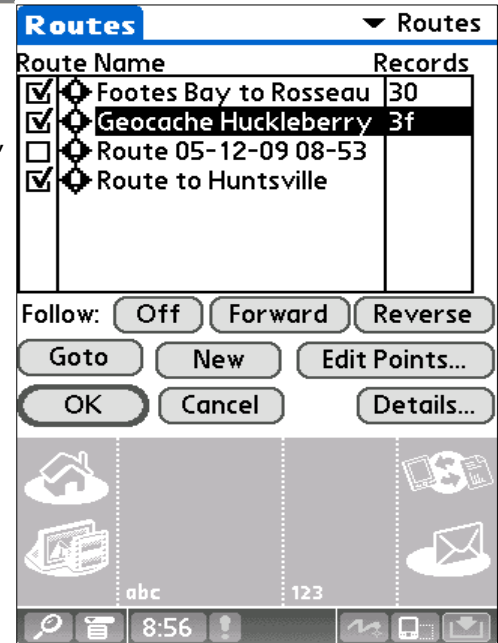 Routes Routes
Route Name Records
Footes Bay to Rosseau 30
Geocache Huckleberry 3f
Route 05-12-09 08-53
Route to Huntsville
Follow: Off Forward Reverse
Goto New Edit Points...
OK Cancel Details...
abc 123
8:56